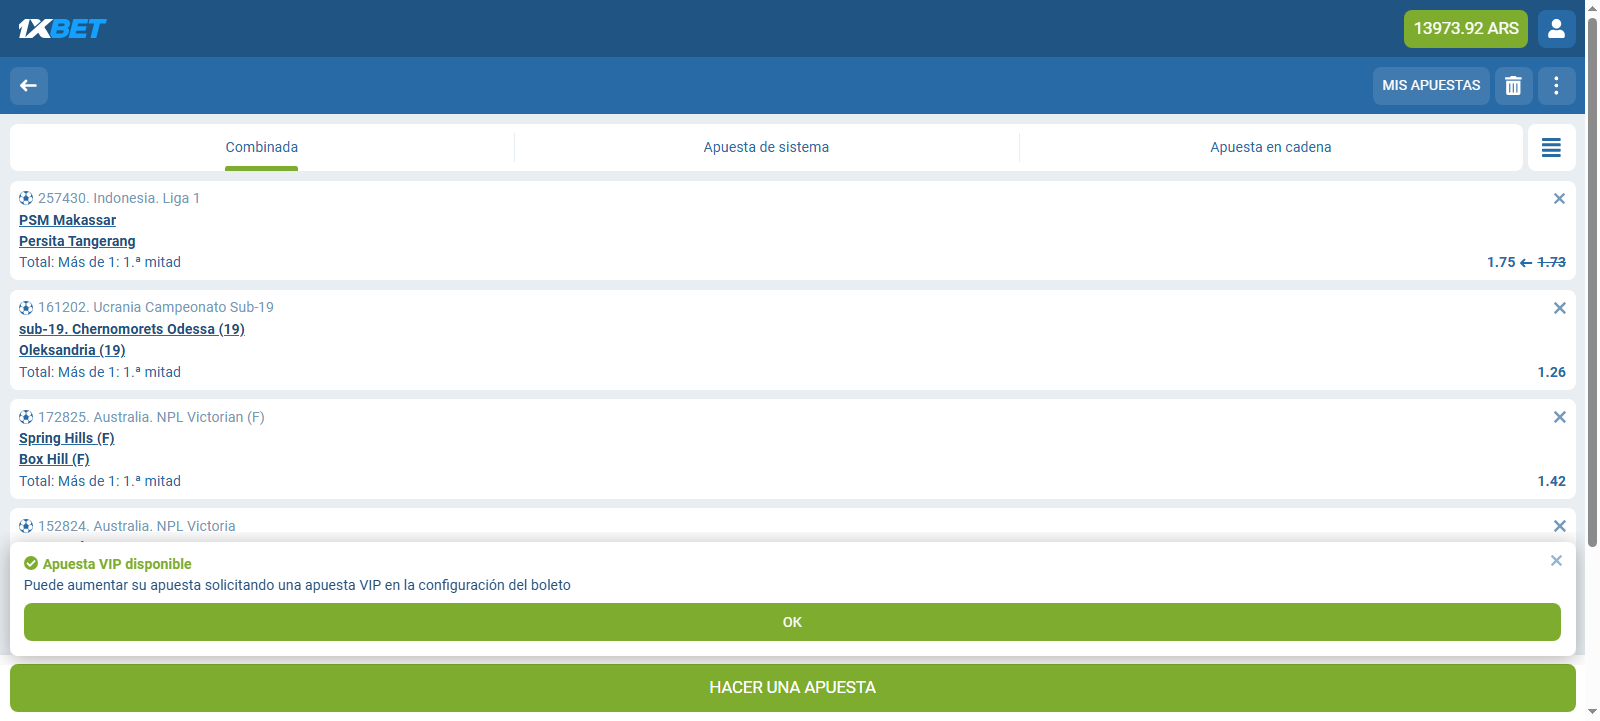 1XBET
13973.92 ARS
MIS APUESTAS
Combinada
Apuesta de sistema
Apuesta en cadena
257430. Indonesia. Liga 1
PSM Makassar
Persita Tangerang
Total: Más de 1: 1.ª mitad
1.75 ← 1.73
161202. Ucrania Campeonato Sub-19
sub-19. Chernomorets Odessa (19)
Oleksandria (19)
Total: Más de 1: 1.ª mitad
1.26
172825. Australia. NPL Victorian (F)
Spring Hills (F)
Box Hill (F)
Total: Más de 1: 1.ª mitad
1.42
152824. Australia. NPL Victoria
Apuesta VIP disponible
Puede aumentar su apuesta solicitando una apuesta VIP en la configuración del boleto
OK
HACER UNA APUESTA